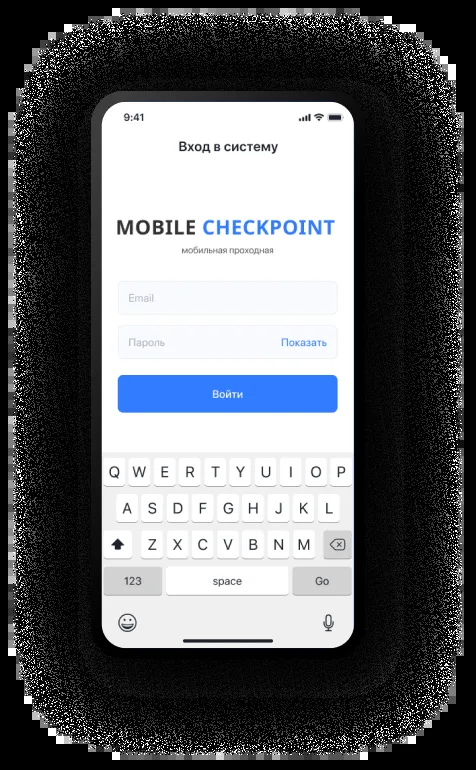 9:41
Вход в систему
MOBILE CHECKPOINT
мобильная проходная
Email
Пароль Показать
Войти
Q W E R T Y U I O P
A S D F G H J K L
Z X C V B N M
123 space Go